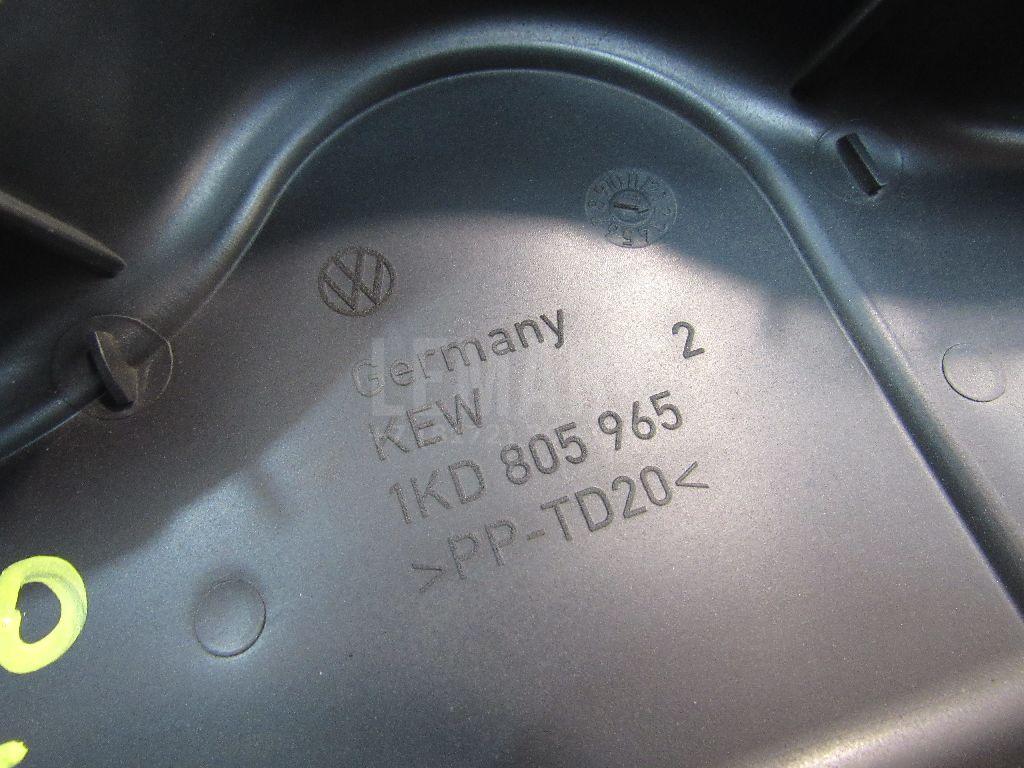 Germany
2
KEW
1KD 805 965
>PP-TD20<